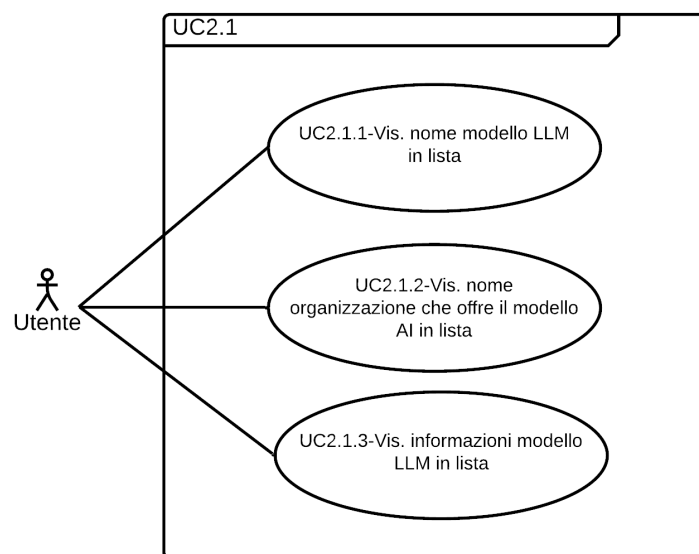 UC2.1
UC2.1.1-Vis. nome modello LLM
in lista
UC2.1.2-Vis. nome
organizzazione che offre il modello
AI in lista
Utente
UC2.1.3-Vis. informazioni modello
LLM in lista